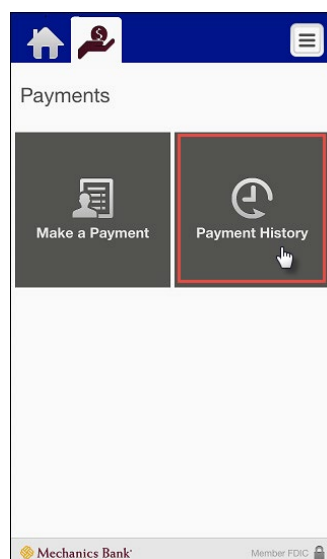 Payments
Make a Payment
Payment History
Mechanics Bank
Member FDIC